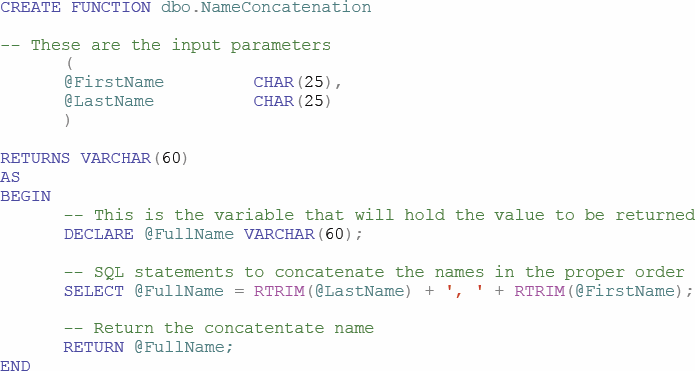 CREATE FUNCTION dbo.NameConcatenation
-- These are the input parameters
(
@FirstName CHAR(25),
@LastName CHAR(25)
)
RETURNS VARCHAR(60)
AS
BEGIN
-- This is the variable that will hold the value to be returned
DECLARE @FullName VARCHAR(60);
-- SQL statements to concatenate the names in the proper order
SELECT @FullName = RTRIM(@LastName) + ', ' + RTRIM(@FirstName);
-- Return the concatentate name
RETURN @FullName;
END